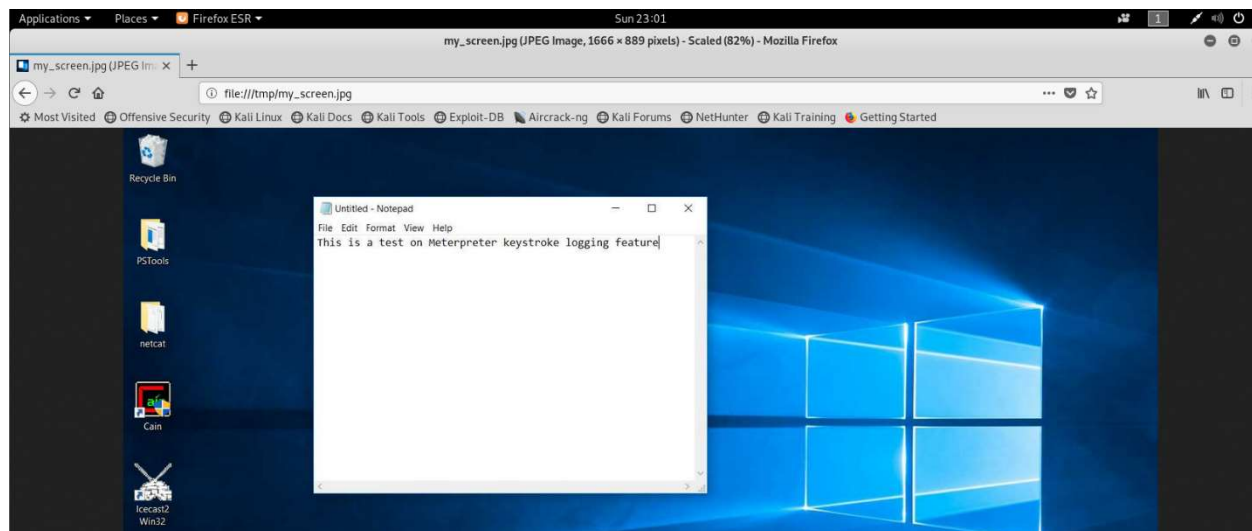 Applications Places Firefox ESR Sun 23:01 1
my_screen.jpg (JPEG Image, 1666 × 889 pixels) - Scaled (82%) - Mozilla Firefox
my_screen.jpg (JPEG Im
file:///tmp/my_screen.jpg
Most Visited Offensive Security Kali Linux Kali Docs Kali Tools Exploit-DB Aircrack-ng Kali Forums NetHunter Kali Training Getting Started
Recycle Bin
PSTools
netcat
Cain
Icecast2
Win32
Untitled - Notepad
File Edit Format View Help
This is a test on Meterpreter keystroke logging feature